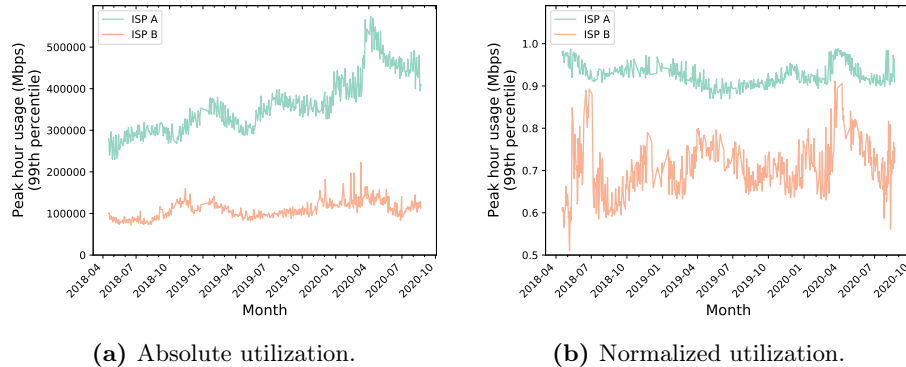 ISP A
ISP B
Peak hour usage (Mbps)
(99th percentile)
500000
400000
300000
200000
100000
0
2018-04
2018-07
2018-10
2019-01
2019-04
2019-07
2019-10
2020-01
2020-04
2020-07
2020-10
Month
(a) Absolute utilization.
ISP A
ISP B
Peak hour usage (Mbps)
(99th percentile)
1.0
0.9
0.8
0.7
0.6
0.5
2018-04
2018-07
2018-10
2019-01
2019-04
2019-07
2019-10
2020-01
2020-04
2020-07
2020-10
Month
(b) Normalized utilization.